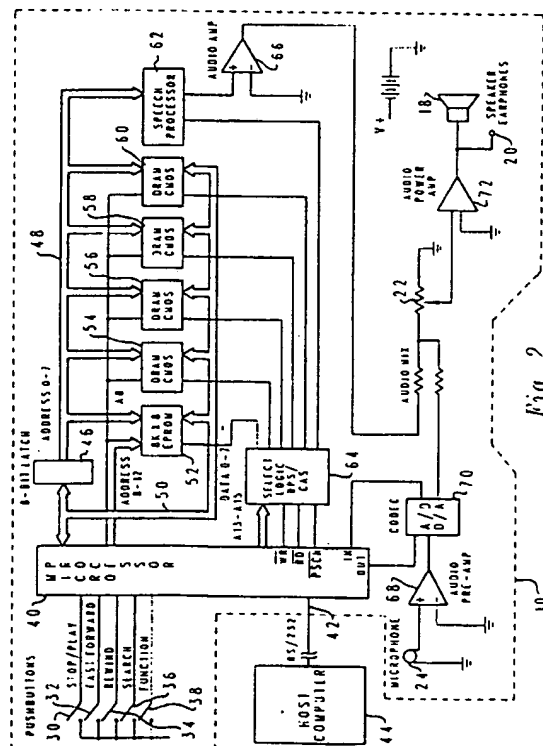 PUSHBUTTONS
30
32
STOP/PLAY
FAST FORWARD
REWIND
SEARCH
FUNCTION
34
36
38
40
MICRO
PROCESSOR
8-BIT LATCH
46
ADDRESS 0-7
48
50
ADDRESS
8-12
A8
8K X 8
EPROM
52
DRAM
CMOS
54
DRAM
CMOS
56
DRAM
CMOS
58
DRAM
CMOS
60
SPEECH
PROCESSOR
62
DATA 0-7
A13-A15
SELECT
LOGIC
RPS/
CAS
64
WR
RD
IN
OUT
AUDIO AMP
+
-
66
HOST
COMPUTER
44
RS/232
42
MICROPHONE
24
+
-
68
AUDIO
PRE-AMP
CODEC
A/D
D/A
70
AUDIO MIX
22
AUDIO
POWER
AMP
72
18
SPEAKER
EARPHONES
20
V+
10
Fig. 2